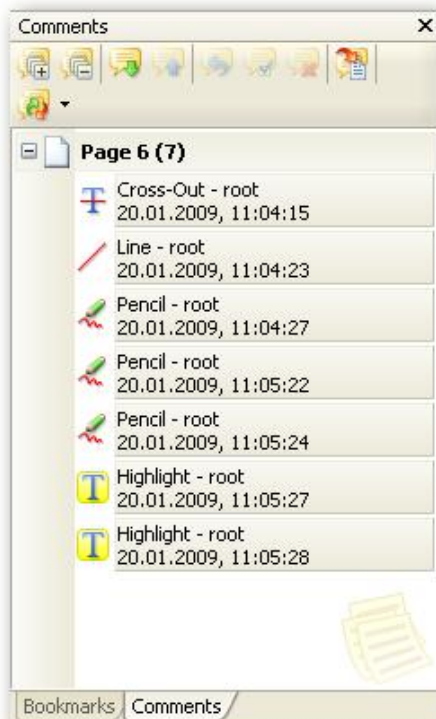 Comments
Page 6 (7)
Cross-Out - root
20.01.2009, 11:04:15
Line - root
20.01.2009, 11:04:23
Pencil - root
20.01.2009, 11:04:27
Pencil - root
20.01.2009, 11:05:22
Pencil - root
20.01.2009, 11:05:24
Highlight - root
20.01.2009, 11:05:27
Highlight - root
20.01.2009, 11:05:28
Bookmarks Comments